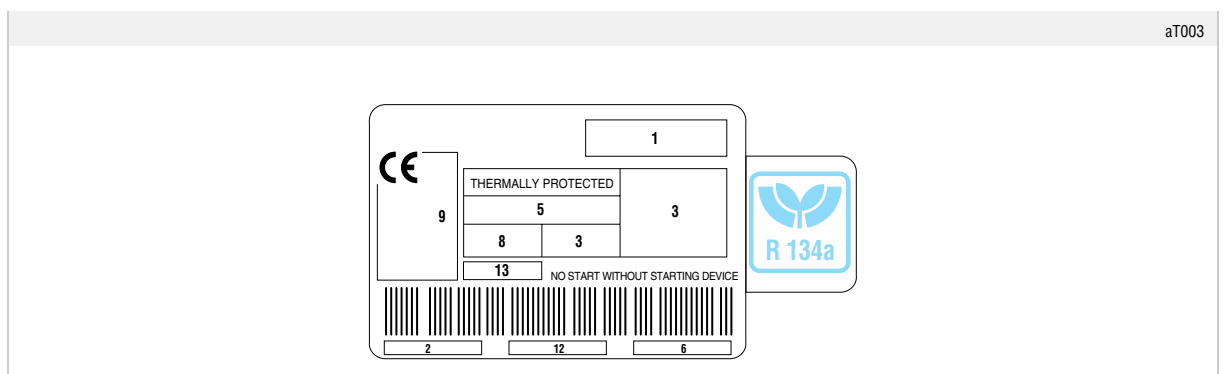 aT003
1
CE
THERMALLY PROTECTED
9
5
3
8
3
13
NO START WITHOUT STARTING DEVICE
2
12
6
R 134a